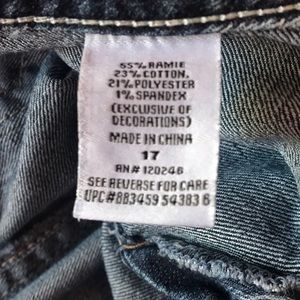 55% RAMIE
23% COTTON,
21% POLYESTER
1% SPANDEX
(EXCLUSIVE OF
DECORATIONS)
MADE IN CHINA
17
RN# 120246
SEE REVERSE FOR CARE
UPC# 883459 54383 6